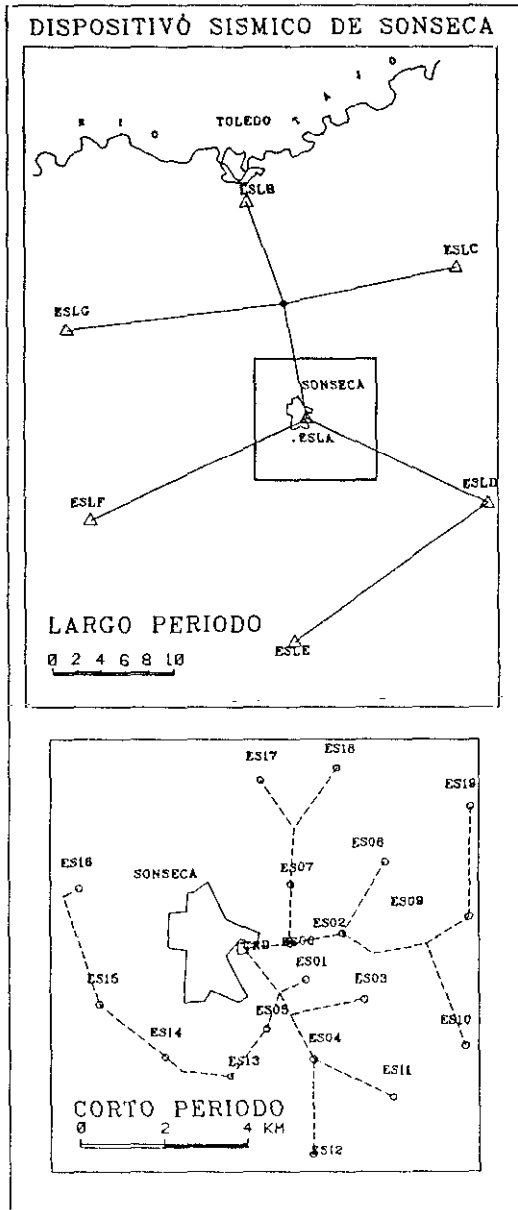 DISPOSITIVÓ SISMICO DE SONSECA
R I O
TOLEDO
T A J O
ESLB
ESLC
ESLG
SONSECA
.ESLA
ESLF
ESLD
LARGO PERIODO
0 2 4 6 8 10
ESLE
ES17
ES18
ES19
ES16
SONSECA
ES08
ES07
ES09
ES02
ES06
ES01
ES03
ES15
ES05
ES14
ES04
ES10
ES13
ES11
CORTO PERIODO
0 2 4 KM
ES12